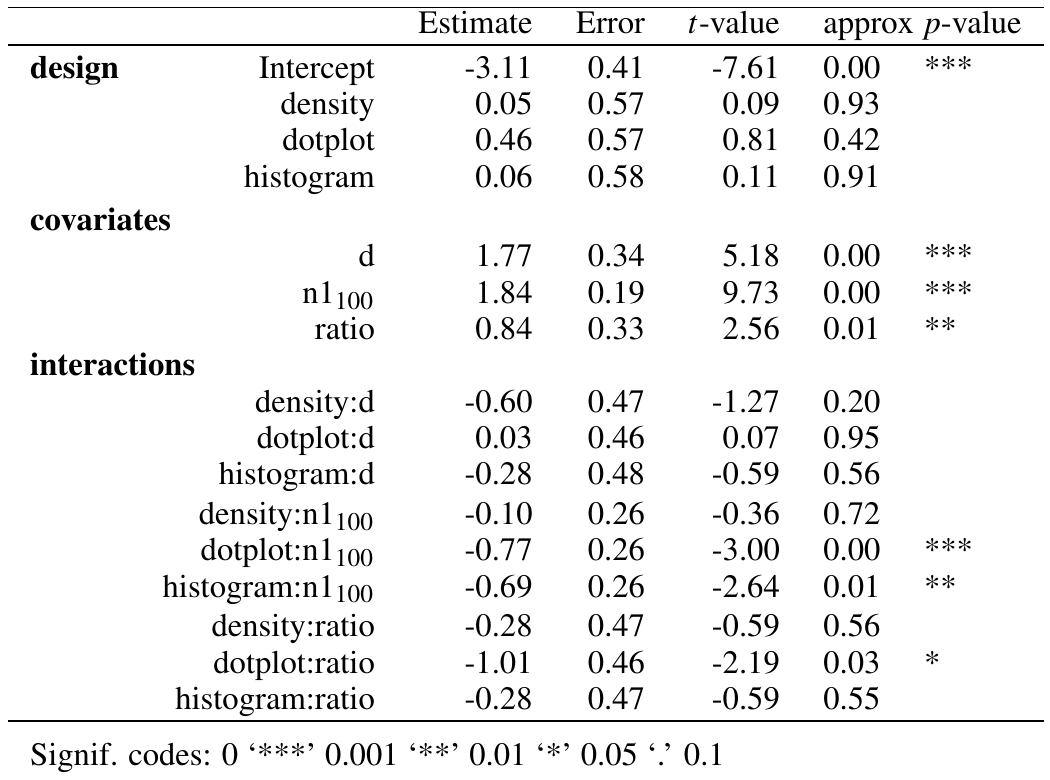 Estimate Error t-value approx p-value
design Intercept -3.11 0.41 -7.61 0.00 ***
density 0.05 0.57 0.09 0.93
dotplot 0.46 0.57 0.81 0.42
histogram 0.06 0.58 0.11 0.91
covariates
d 1.77 0.34 5.18 0.00 ***
n1₁₀₀ 1.84 0.19 9.73 0.00 ***
ratio 0.84 0.33 2.56 0.01 **
interactions
density:d -0.60 0.47 -1.27 0.20
dotplot:d 0.03 0.46 0.07 0.95
histogram:d -0.28 0.48 -0.59 0.56
density:n1₁₀₀ -0.10 0.26 -0.36 0.72
dotplot:n1₁₀₀ -0.77 0.26 -3.00 0.00 ***
histogram:n1₁₀₀ -0.69 0.26 -2.64 0.01 **
density:ratio -0.28 0.47 -0.59 0.56
dotplot:ratio -1.01 0.46 -2.19 0.03 *
histogram:ratio -0.28 0.47 -0.59 0.55
Signif. codes: 0 ‘***’ 0.001 ‘**’ 0.01 ‘*’ 0.05 ‘.’ 0.1